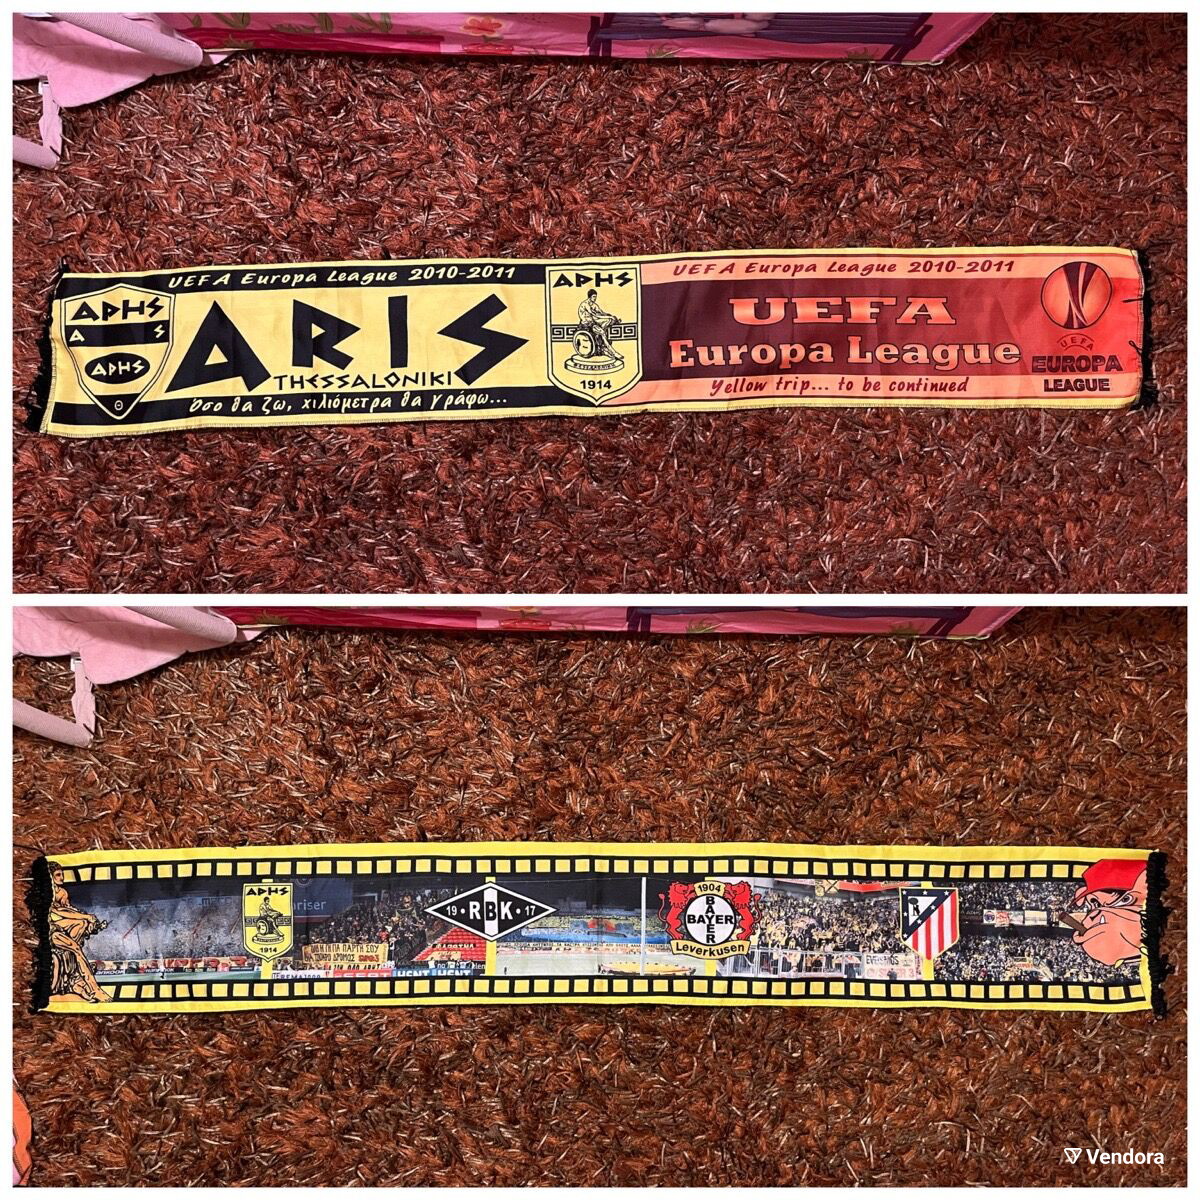 UEFA Europa League 2010-2011
ΑΡΗΣ
Α Σ
ΑΡΗΣ
Θ
ARIS
THESSALONIKI
Όσο θα ζω, χιλιόμετρα θα γράφω...
ΑΡΗΣ
1914
UEFA Europa League 2010-2011
UEFA
Europa League
Yellow trip... to be continued
UEFA
EUROPA
LEAGUE
ΑΡΗΣ
1914
19 • RBK • 17
1904
BAYER
BAYER
Leverkusen
Vendora